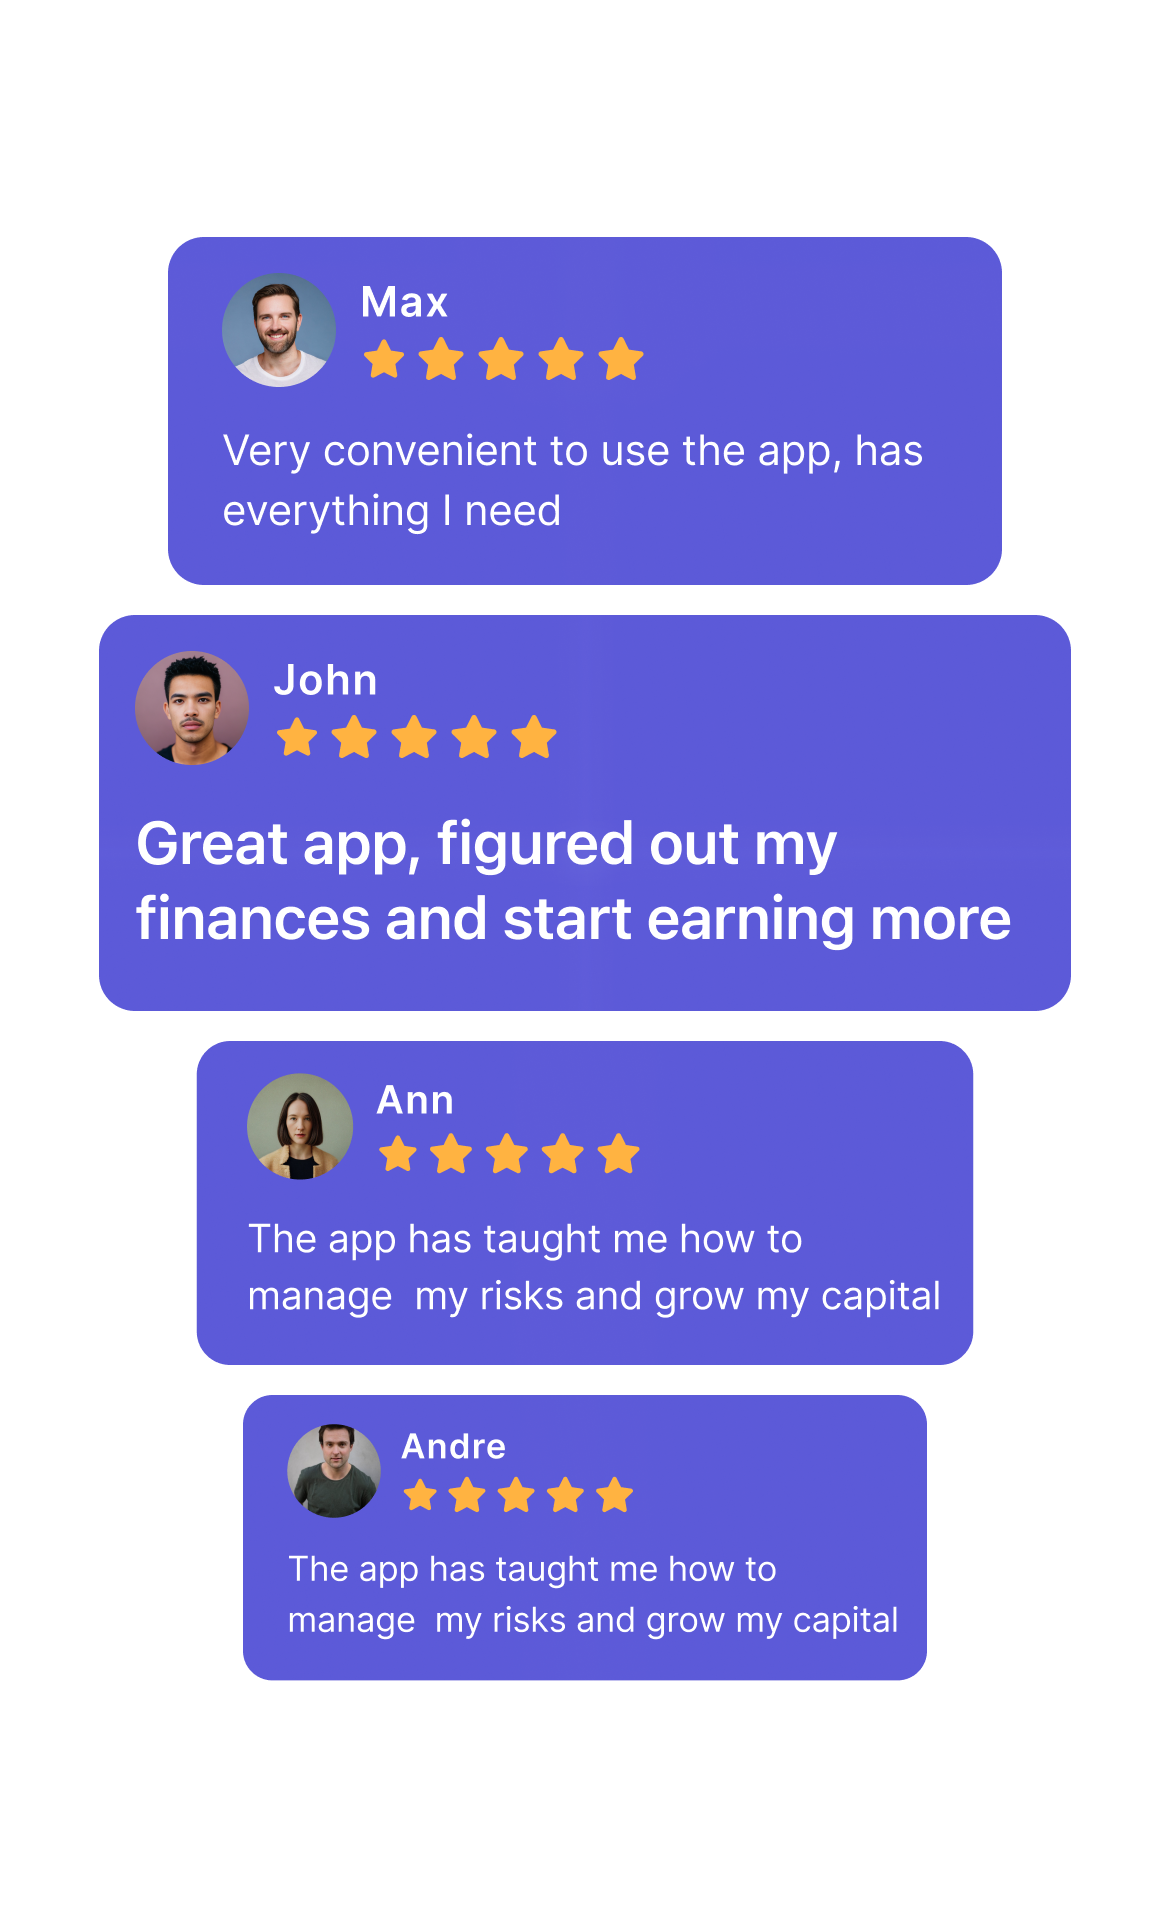 Max
Very convenient to use the app, has
everything I need
John
Great app, figured out my
finances and start earning more
Ann
The app has taught me how to
manage  my risks and grow my capital
Andre
The app has taught me how to
manage  my risks and grow my capital